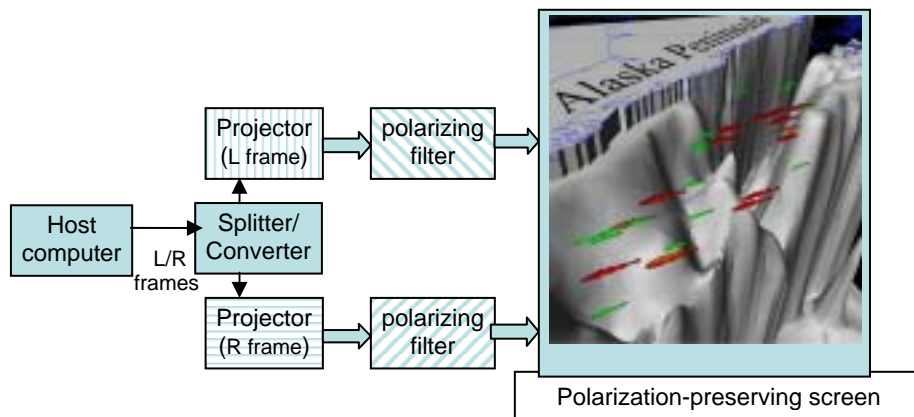 Alaska Peninsula
Projector
(L frame)
polarizing
filter
Host
computer
Splitter/
Converter
L/R
frames
Projector
(R frame)
polarizing
filter
Polarization-preserving screen